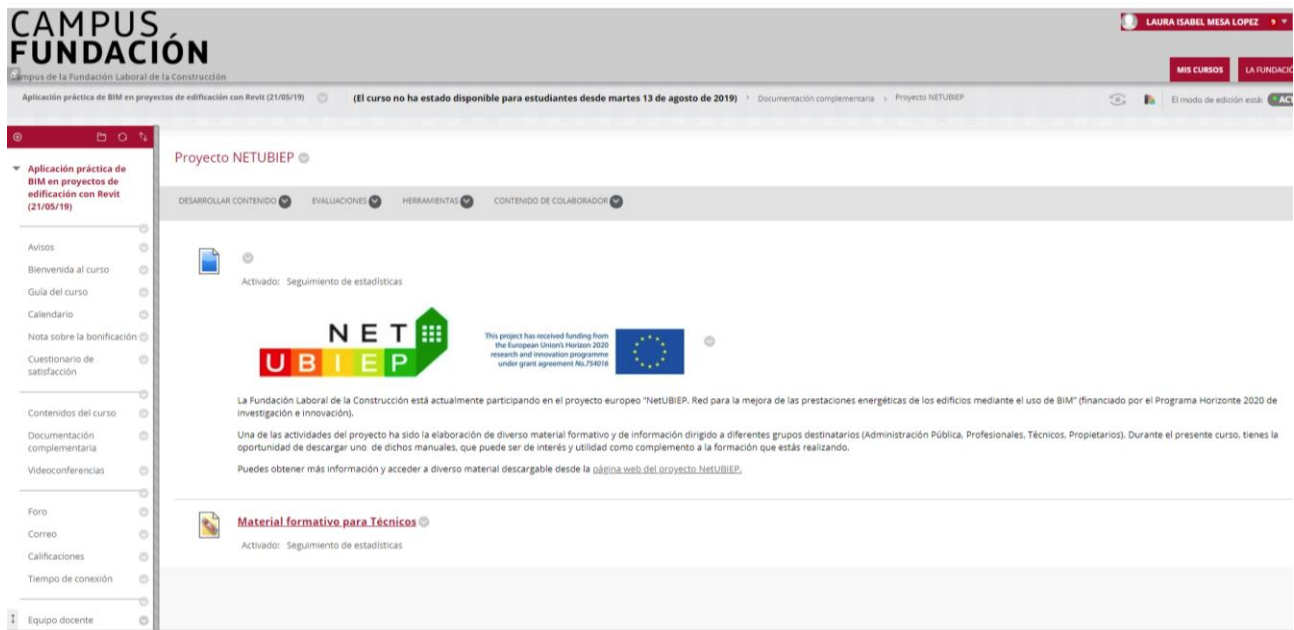 CAMPUS
FUNDACIÓN
Campus de la Fundación Laboral de la Construcción
LAURA ISABEL MESA LOPEZ 9
MIS CURSOS
LA FUNDACIÓ
Aplicación práctica de BIM en proyectos de edificación con Revit (21/05/19)
(El curso no ha estado disponible para estudiantes desde martes 13 de agosto de 2019)
Documentación complementaria
Proyecto NETUBIEP
El modo de edición está:
ACT
Aplicación práctica de
BIM en proyectos de
edificación con Revit
(21/05/19)
Avisos
Bienvenida al curso
Guía del curso
Calendario
Nota sobre la bonificación
Cuestionario de
satisfacción
Contenidos del curso
Documentación
complementaria
Videoconferencias
Foro
Correo
Calificaciones
Tiempo de conexión
Equipo docente
Proyecto NETUBIEP
DESARROLLAR CONTENIDO
EVALUACIONES
HERRAMIENTAS
CONTENIDO DE COLABORADOR
Activado: Seguimiento de estadísticas
NET
UBIEP
This project has received funding from
the European Union's Horizon 2020
research and innovation programme
under grant agreement No.754016
La Fundación Laboral de la Construcción está actualmente participando en el proyecto europeo "NetUBIEP. Red para la mejora de las prestaciones energéticas de los edificios mediante el uso de BIM" (financiado por el Programa Horizonte 2020 de
investigación e innovación).
Una de las actividades del proyecto ha sido la elaboración de diverso material formativo y de información dirigido a diferentes grupos destinatarios (Administración Pública, Profesionales, Técnicos, Propietarios). Durante el presente curso, tienes la
oportunidad de descargar uno de dichos manuales, que puede ser de interés y utilidad como complemento a la formación que estás realizando.
Puedes obtener más información y acceder a diverso material descargable desde la página web del proyecto NetUBIEP.
Material formativo para Técnicos
Activado: Seguimiento de estadísticas